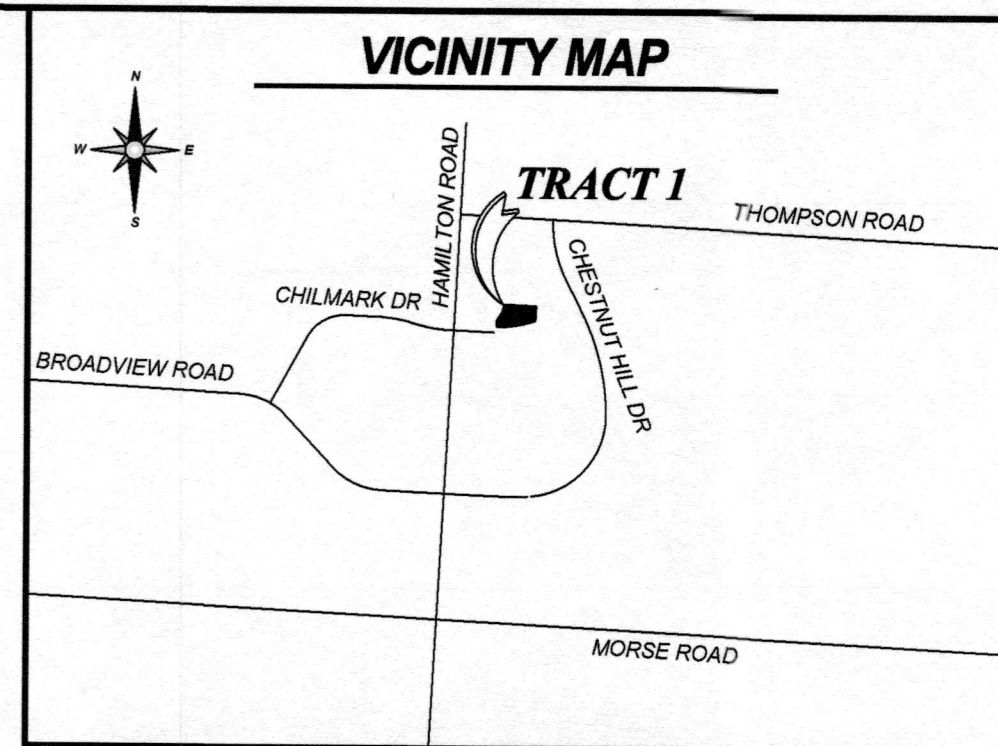 VICINITY MAP
N
W
E
S
HAMILTON ROAD
TRACT 1
THOMPSON ROAD
CHILMARK DR
CHESTNUT HILL DR
BROADVIEW ROAD
MORSE ROAD